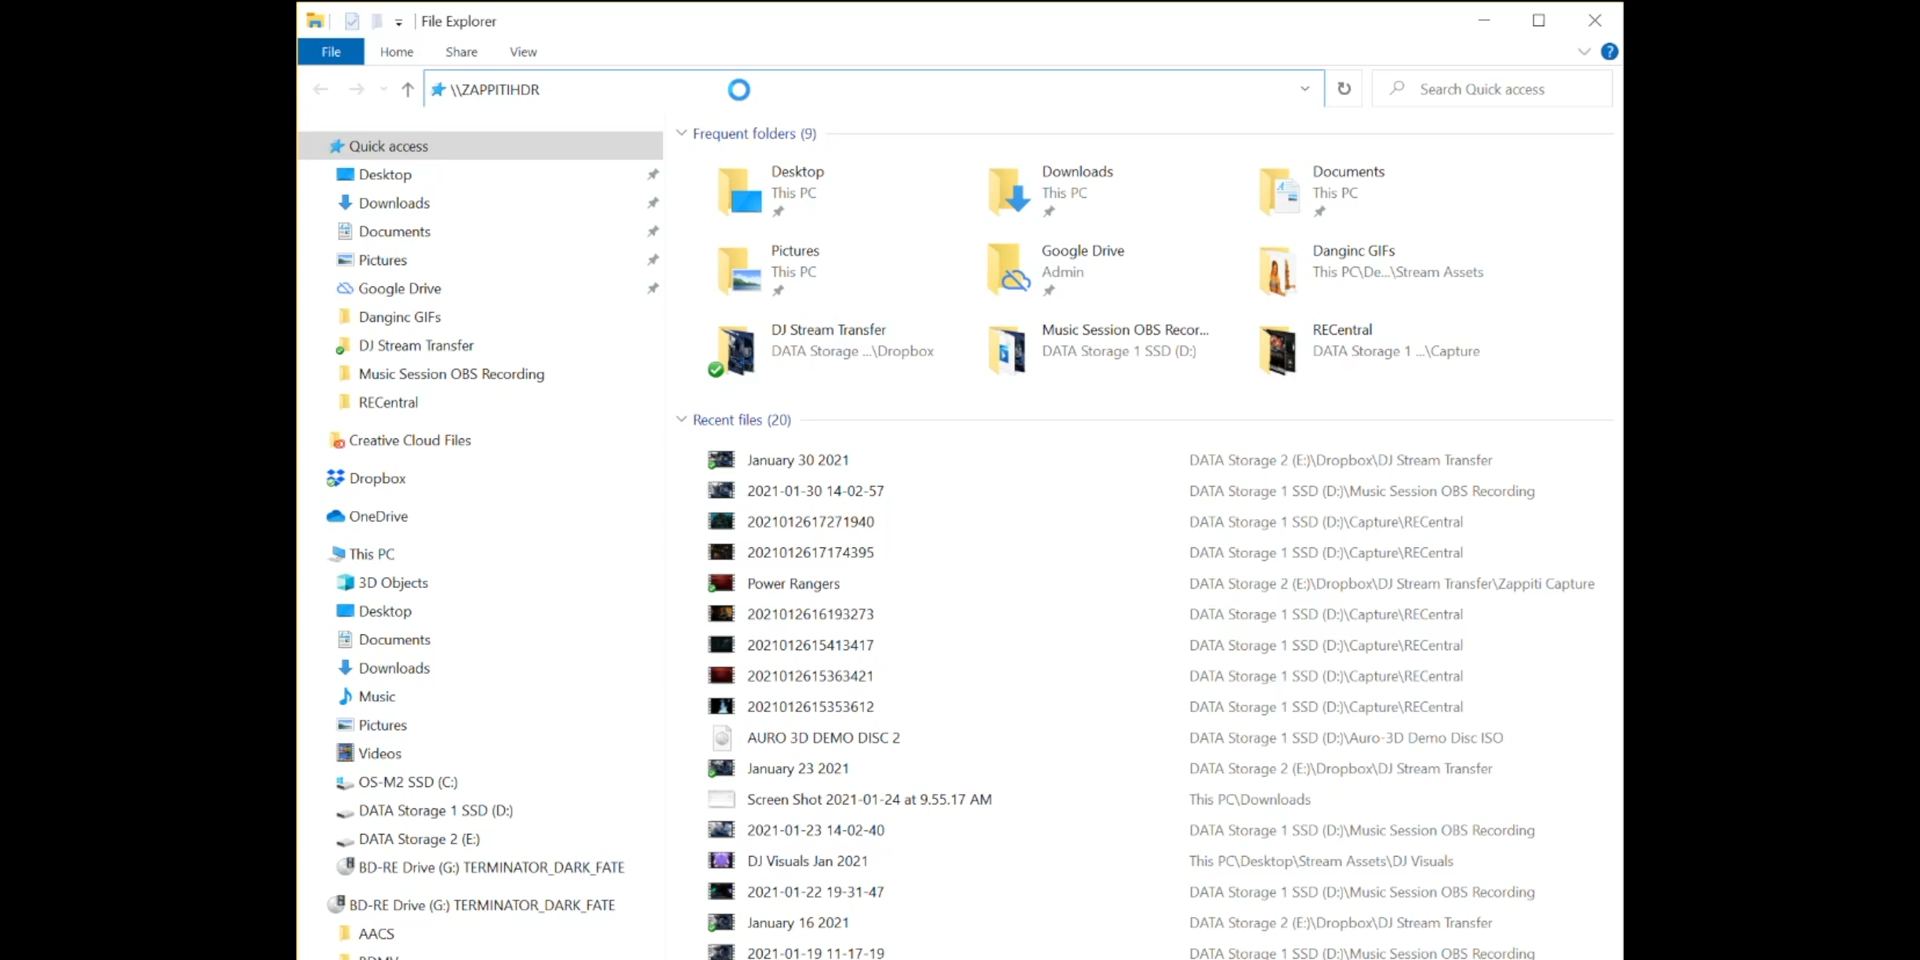 File Explorer
File Home Share View
\\ZAPPITIHDR
Search Quick access
Quick access
Desktop
Downloads
Documents
Pictures
Google Drive
Danginc GIFs
DJ Stream Transfer
Music Session OBS Recording
RECentral
Creative Cloud Files
Dropbox
OneDrive
This PC
3D Objects
Desktop
Documents
Downloads
Music
Pictures
Videos
OS-M2 SSD (C:)
DATA Storage 1 SSD (D:)
DATA Storage 2 (E:)
BD-RE Drive (G:) TERMINATOR_DARK_FATE
BD-RE Drive (G:) TERMINATOR_DARK_FATE
AACS
BDMV
Frequent folders (9)
Desktop
This PC
Downloads
This PC
Documents
This PC
Pictures
This PC
Google Drive
Admin
Danginc GIFs
This PC\De...\Stream Assets
DJ Stream Transfer
DATA Storage ...\Dropbox
Music Session OBS Recor...
DATA Storage 1 SSD (D:)
RECentral
DATA Storage 1 ...\Capture
Recent files (20)
January 30 2021 DATA Storage 2 (E:)\Dropbox\DJ Stream Transfer
2021-01-30 14-02-57 DATA Storage 1 SSD (D:)\Music Session OBS Recording
2021012617271940 DATA Storage 1 SSD (D:)\Capture\RECentral
2021012617174395 DATA Storage 1 SSD (D:)\Capture\RECentral
Power Rangers DATA Storage 2 (E:)\Dropbox\DJ Stream Transfer\Zappiti Capture
2021012616193273 DATA Storage 1 SSD (D:)\Capture\RECentral
2021012615413417 DATA Storage 1 SSD (D:)\Capture\RECentral
2021012615363421 DATA Storage 1 SSD (D:)\Capture\RECentral
2021012615353612 DATA Storage 1 SSD (D:)\Capture\RECentral
AURO 3D DEMO DISC 2 DATA Storage 1 SSD (D:)\Auro-3D Demo Disc ISO
January 23 2021 DATA Storage 2 (E:)\Dropbox\DJ Stream Transfer
Screen Shot 2021-01-24 at 9.55.17 AM This PC\Downloads
2021-01-23 14-02-40 DATA Storage 1 SSD (D:)\Music Session OBS Recording
DJ Visuals Jan 2021 This PC\Desktop\Stream Assets\DJ Visuals
2021-01-22 19-31-47 DATA Storage 1 SSD (D:)\Music Session OBS Recording
January 16 2021 DATA Storage 2 (E:)\Dropbox\DJ Stream Transfer
2021-01-19 11-17-19 DATA Storage 1 SSD (D:)\Music Session OBS Recording